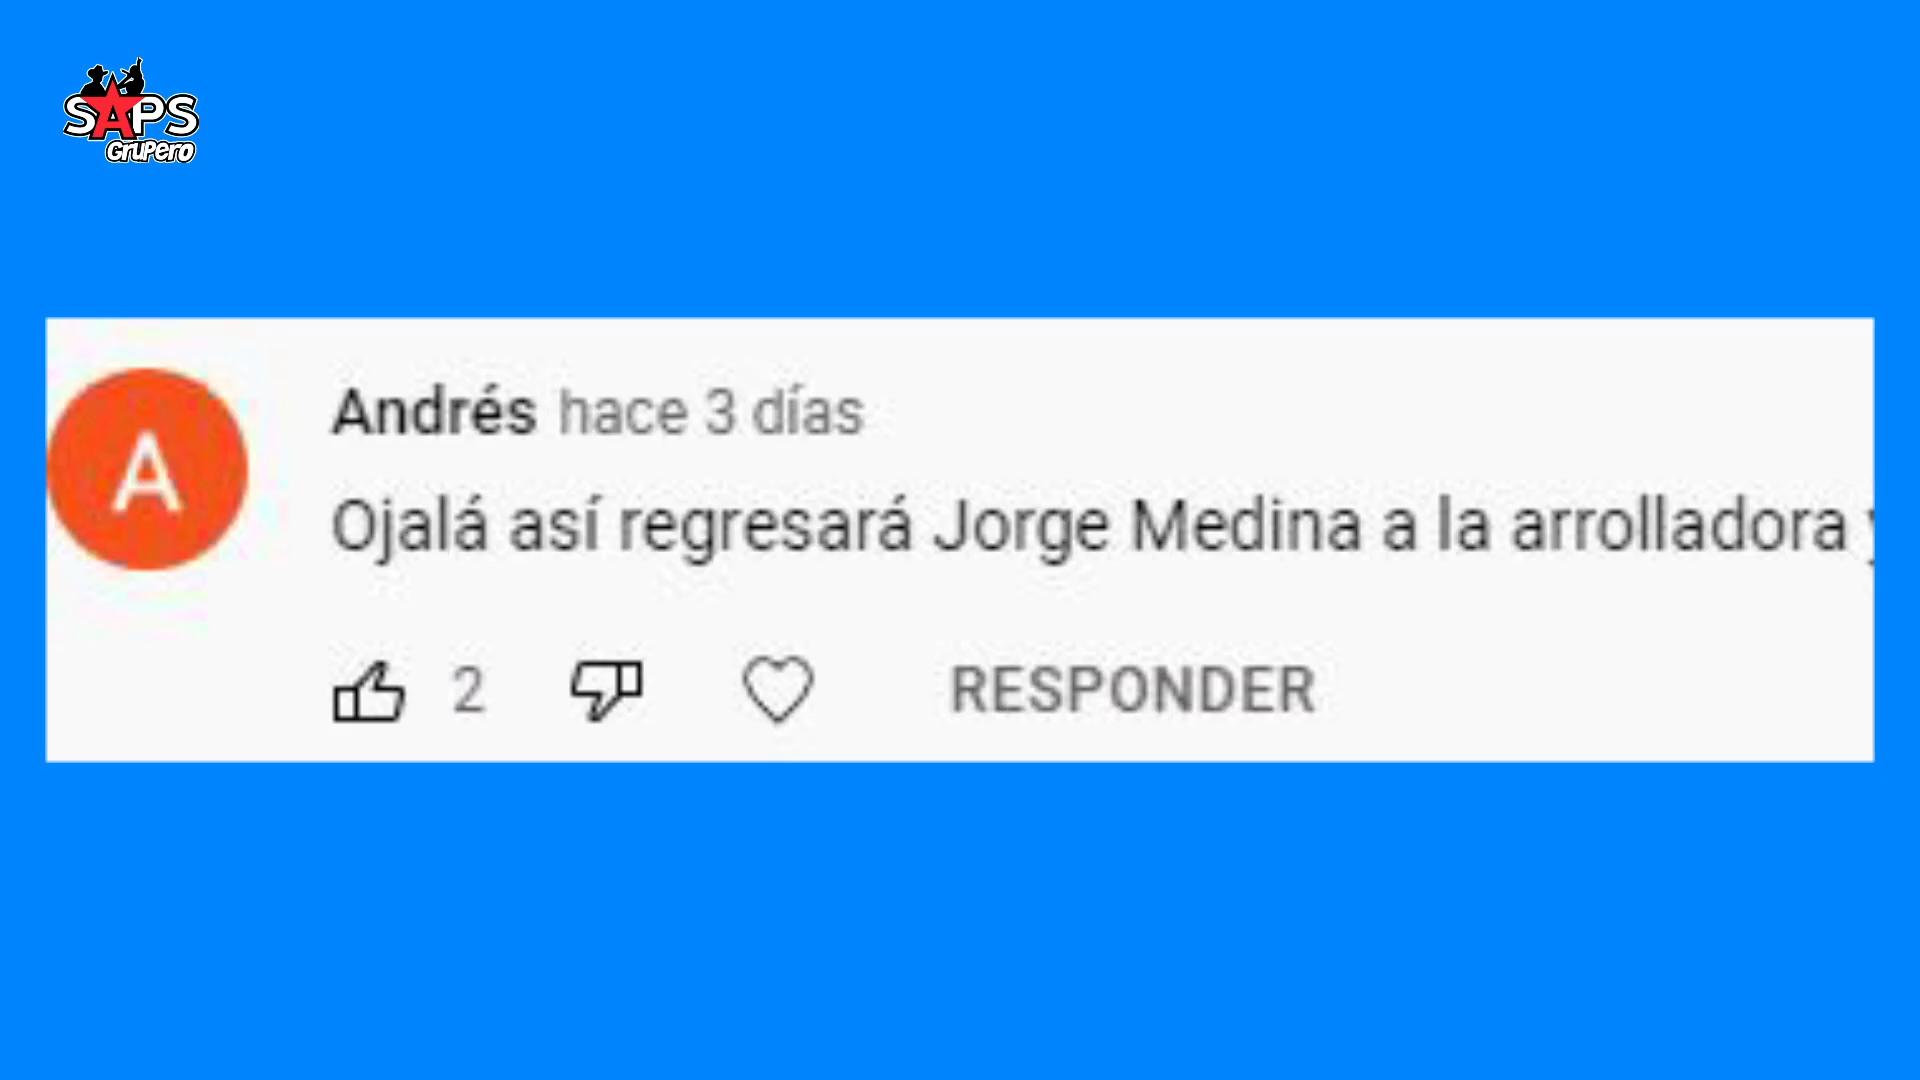 SAPS
GRUPERO
A
Andrés hace 3 días
Ojalá así regresará Jorge Medina a la arrolladora
2
RESPONDER